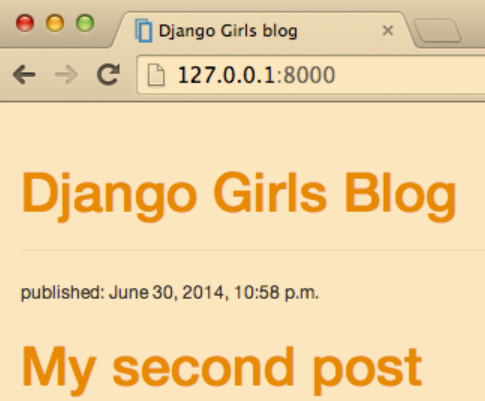 Django Girls blog
127.0.0.1:8000
Django Girls Blog
published: June 30, 2014, 10:58 p.m.
My second post